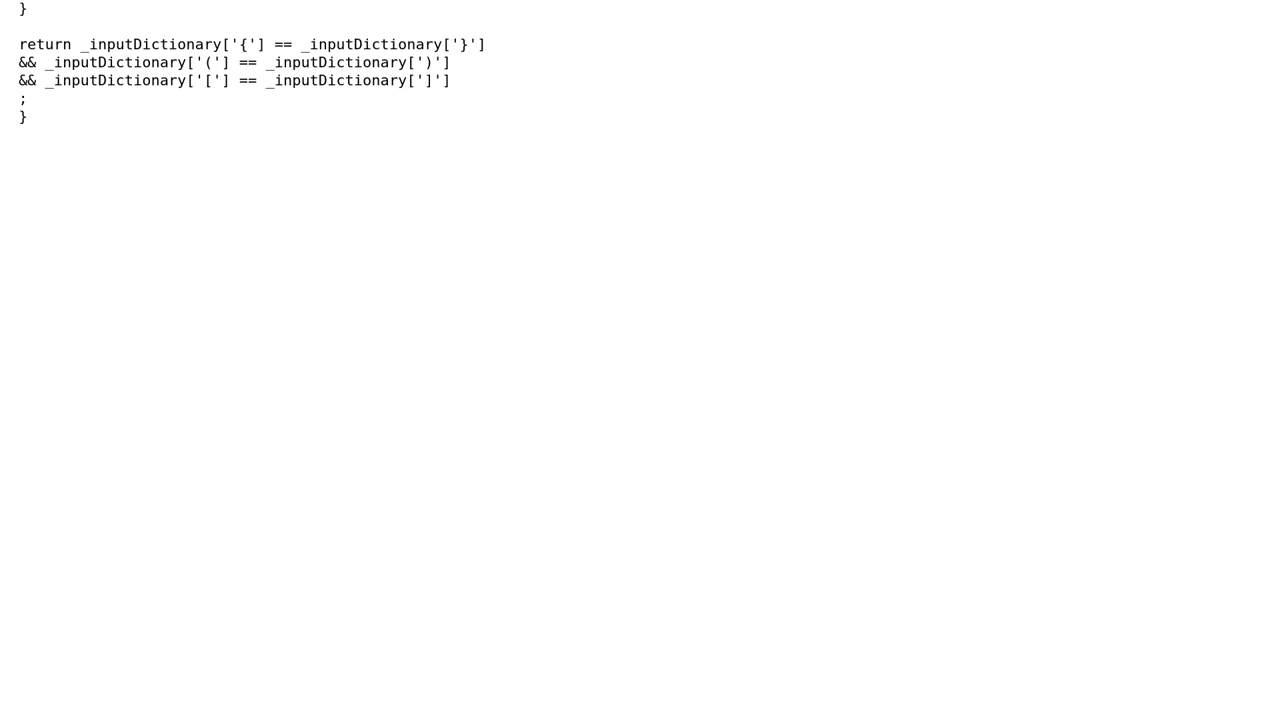 }
return _inputDictionary['{'] == _inputDictionary['}']
&& _inputDictionary['('] == _inputDictionary[')']
&& _inputDictionary['['] == _inputDictionary[']']
;
}